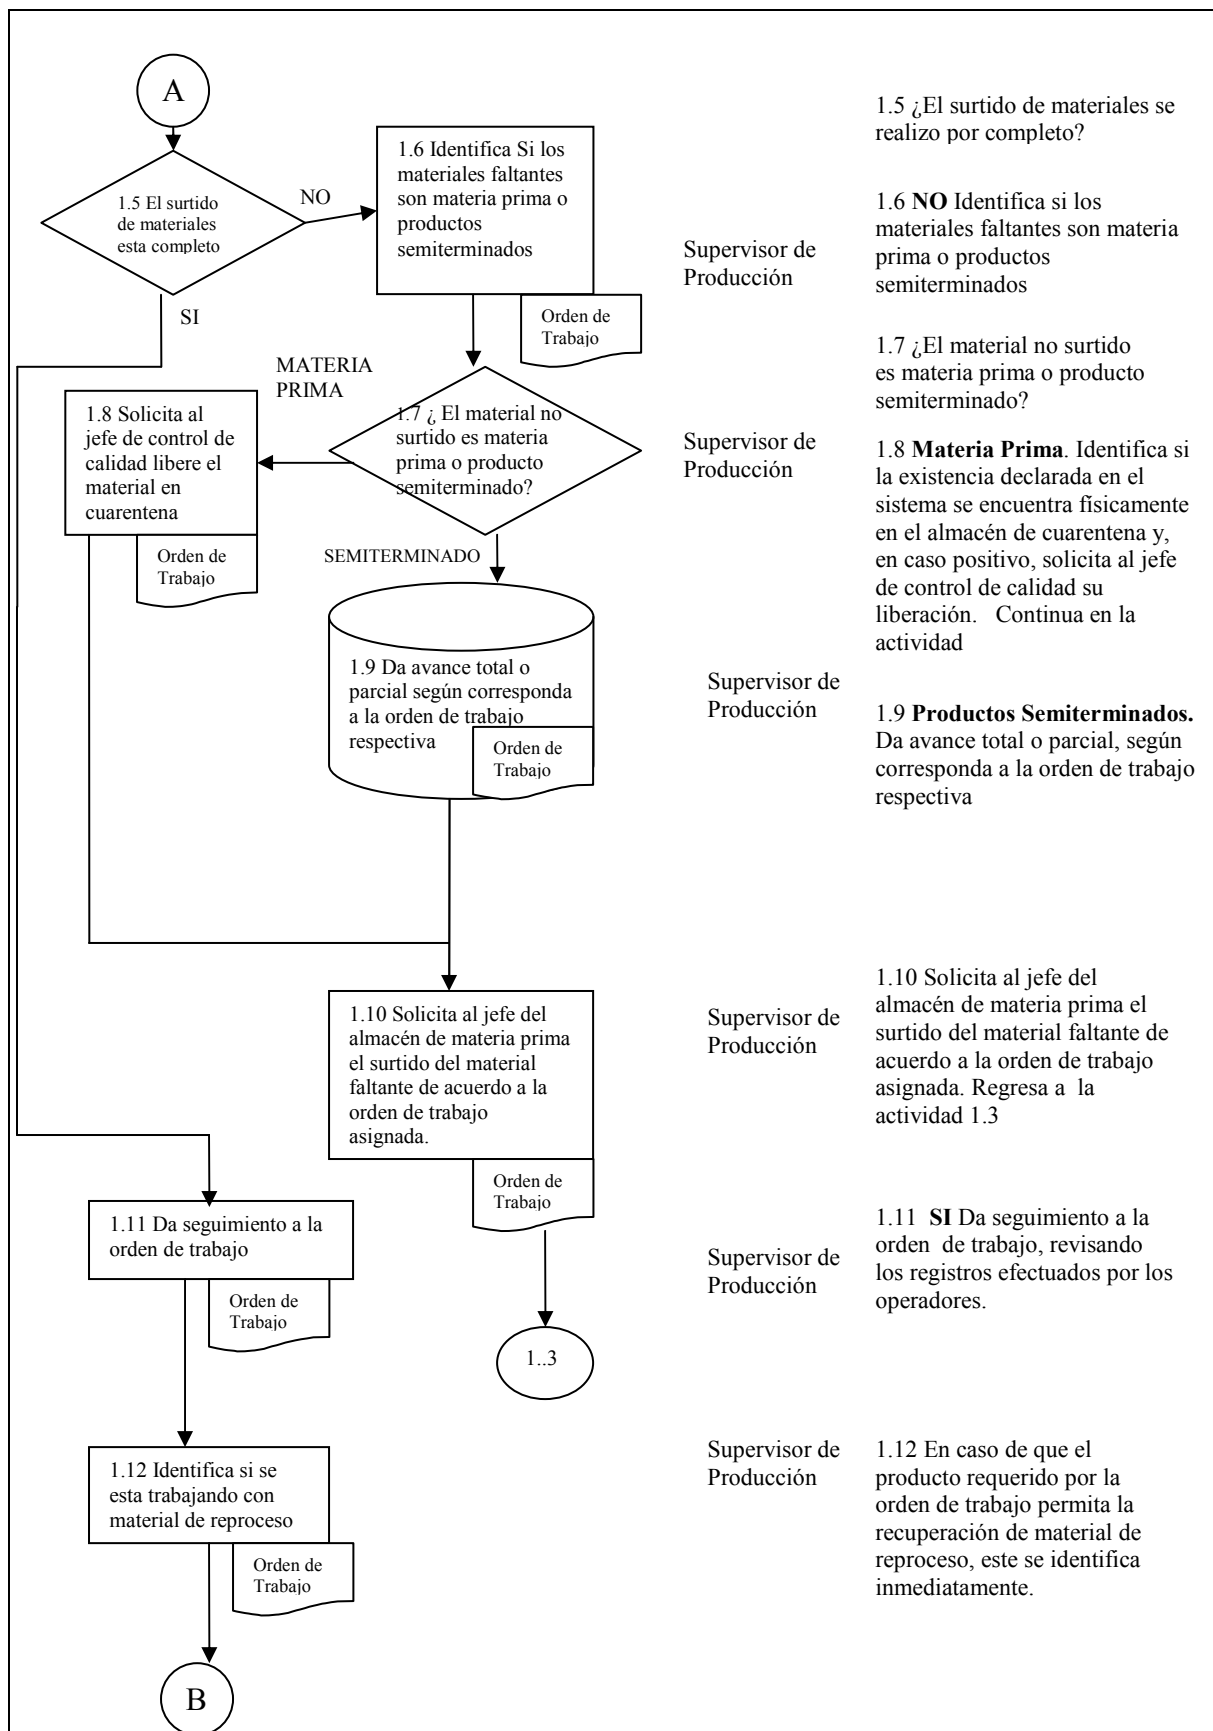 A
1.5 El surtido
de materiales
esta completo
NO
SI
1.6 Identifica Si los
materiales faltantes
son materia prima o
productos
semiterminados
Orden de
Trabajo
MATERIA
PRIMA
1.7 ¿ El material no
surtido es materia
prima o producto
semiterminado?
1.8 Solicita al
jefe de control de
calidad libere el
material en
cuarentena
Orden de
Trabajo
SEMITERMINADO
1.9 Da avance total o
parcial según corresponda
a la orden de trabajo
respectiva
Orden de
Trabajo
1.10 Solicita al jefe del
almacén de materia prima
el surtido del material
faltante de acuerdo a la
orden de trabajo
asignada.
Orden de
Trabajo
1..3
1.11 Da seguimiento a la
orden de trabajo
Orden de
Trabajo
1.12 Identifica si se
esta trabajando con
material de reproceso
Orden de
Trabajo
B
Supervisor de
Producción
Supervisor de
Producción
Supervisor de
Producción
Supervisor de
Producción
Supervisor de
Producción
Supervisor de
Producción
1.5 ¿El surtido de materiales se
realizo por completo?
1.6 NO Identifica si los
materiales faltantes son materia
prima o productos
semiterminados
1.7 ¿El material no surtido
es materia prima o producto
semiterminado?
1.8 Materia Prima. Identifica si
la existencia declarada en el
sistema se encuentra físicamente
en el almacén de cuarentena y,
en caso positivo, solicita al jefe
de control de calidad su
liberación. Continua en la
actividad
1.9 Productos Semiterminados.
Da avance total o parcial, según
corresponda a la orden de trabajo
respectiva
1.10 Solicita al jefe del
almacén de materia prima el
surtido del material faltante de
acuerdo a la orden de trabajo
asignada. Regresa a la
actividad 1.3
1.11 SI Da seguimiento a la
orden de trabajo, revisando
los registros efectuados por los
operadores.
1.12 En caso de que el
producto requerido por la
orden de trabajo permita la
recuperación de material de
reproceso, este se identifica
inmediatamente.